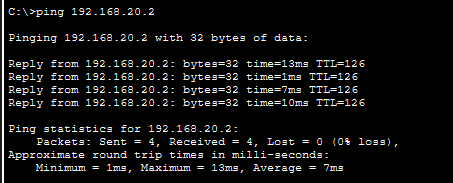 C:\>ping 192.168.20.2
Pinging 192.168.20.2 with 32 bytes of data:
Reply from 192.168.20.2: bytes=32 time=13ms TTL=126
Reply from 192.168.20.2: bytes=32 time=1ms TTL=126
Reply from 192.168.20.2: bytes=32 time=7ms TTL=126
Reply from 192.168.20.2: bytes=32 time=10ms TTL=126
Ping statistics for 192.168.20.2:
Packets: Sent = 4, Received = 4, Lost = 0 (0% loss),
Approximate round trip times in milli-seconds:
Minimum = 1ms, Maximum = 13ms, Average = 7ms